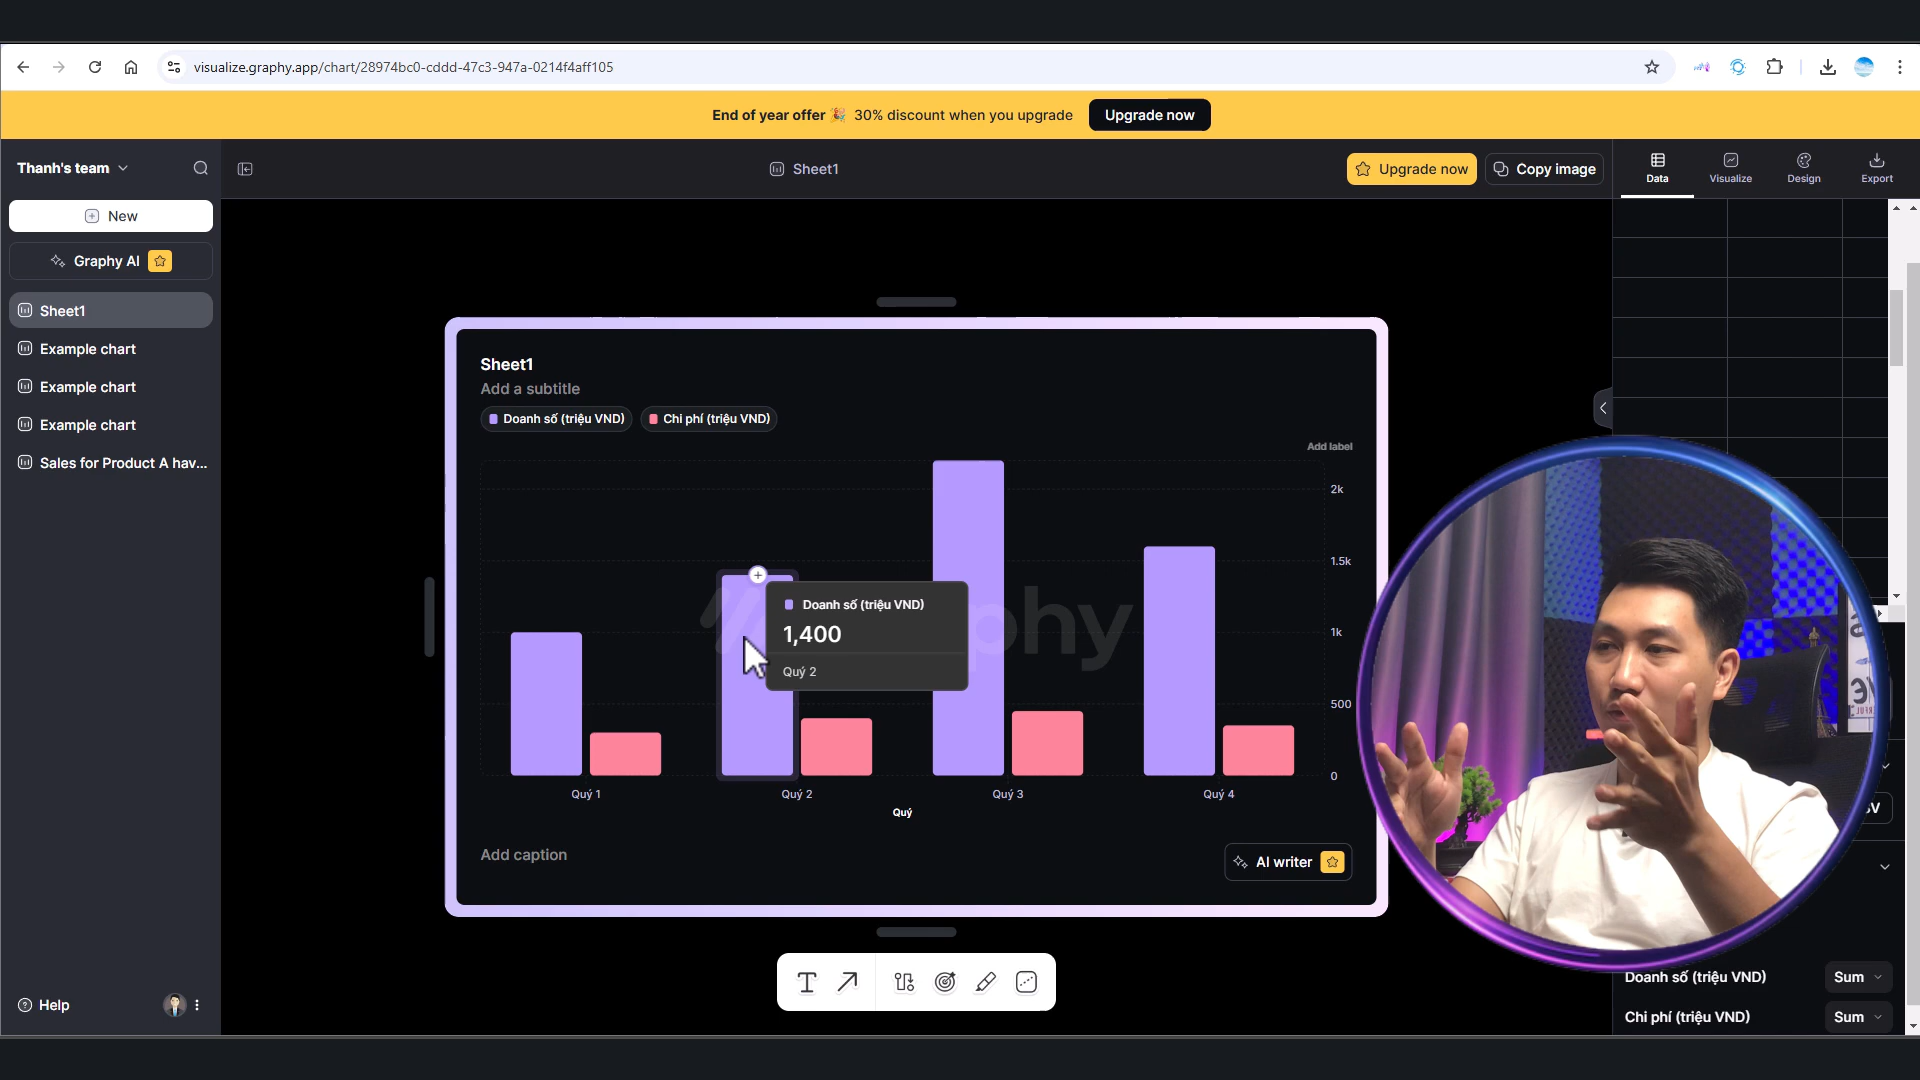 visualize.graphy.app/chart/28974bc0-cddd-47c3-947a-0214f4aff105
End of year offer 🎉 30% discount when you upgrade
Upgrade now
Thanh's team
Sheet1
Upgrade now
Copy image
Data
Visualize
Design
Export
New
Graphy AI
Sheet1
Example chart
Example chart
Example chart
Sales for Product A hav...
Help
Sheet1
Add a subtitle
Doanh số (triệu VND)
Chi phí (triệu VND)
Add label
2k
1.5k
1k
500
0
Doanh số (triệu VND)
1,400
Quý 2
phy
Quý 1
Quý 2
Quý 3
Quý 4
Quý
Add caption
AI writer
Doanh số (triệu VND)
Sum
Chi phí (triệu VND)
Sum